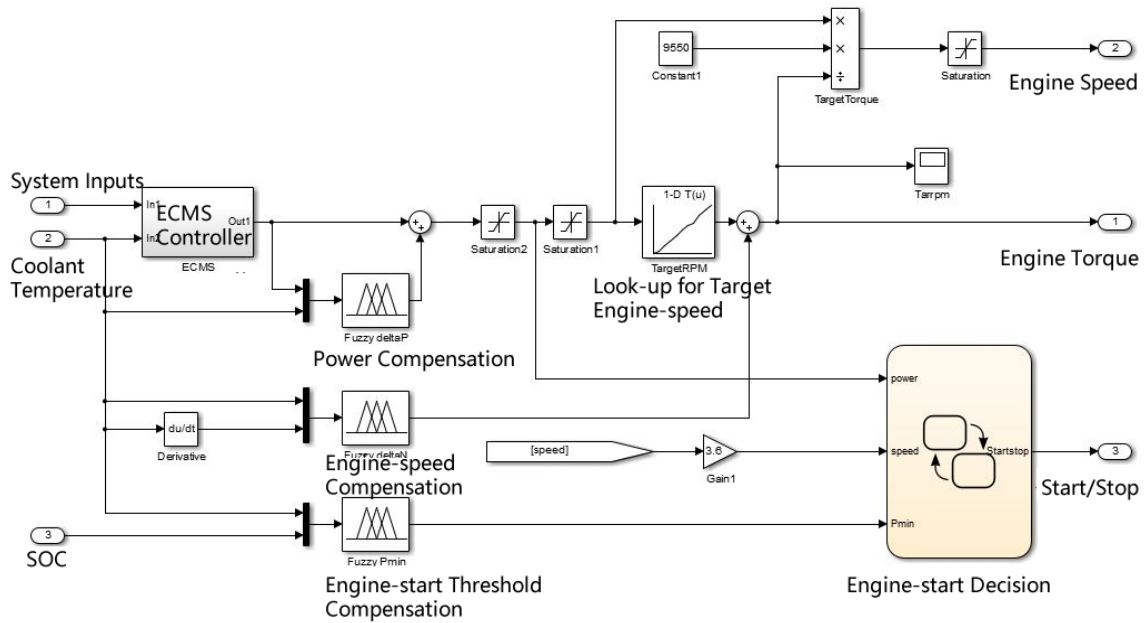 ×
×
÷
9550
Constant1
TargetTorque
Saturation
2
Engine Speed
System Inputs
1
In1
ECMS
Controller
Out1
2
In2
ECMS
Coolant
Temperature
Saturation2
Saturation1
1-D T(u)
TargetRPM
Look-up for Target
Engine-speed
Tarrpm
1
Engine Torque
+
+
+
+
Fuzzy deltaP
Power Compensation
du/dt
Derivative
Fuzzy deltaN
Engine-speed
Compensation
[speed]
3.6
Gain1
power
speed
Pmin
Startstop
3
Start/Stop
Engine-start Decision
3
SOC
Fuzzy Pmin
Engine-start Threshold
Compensation